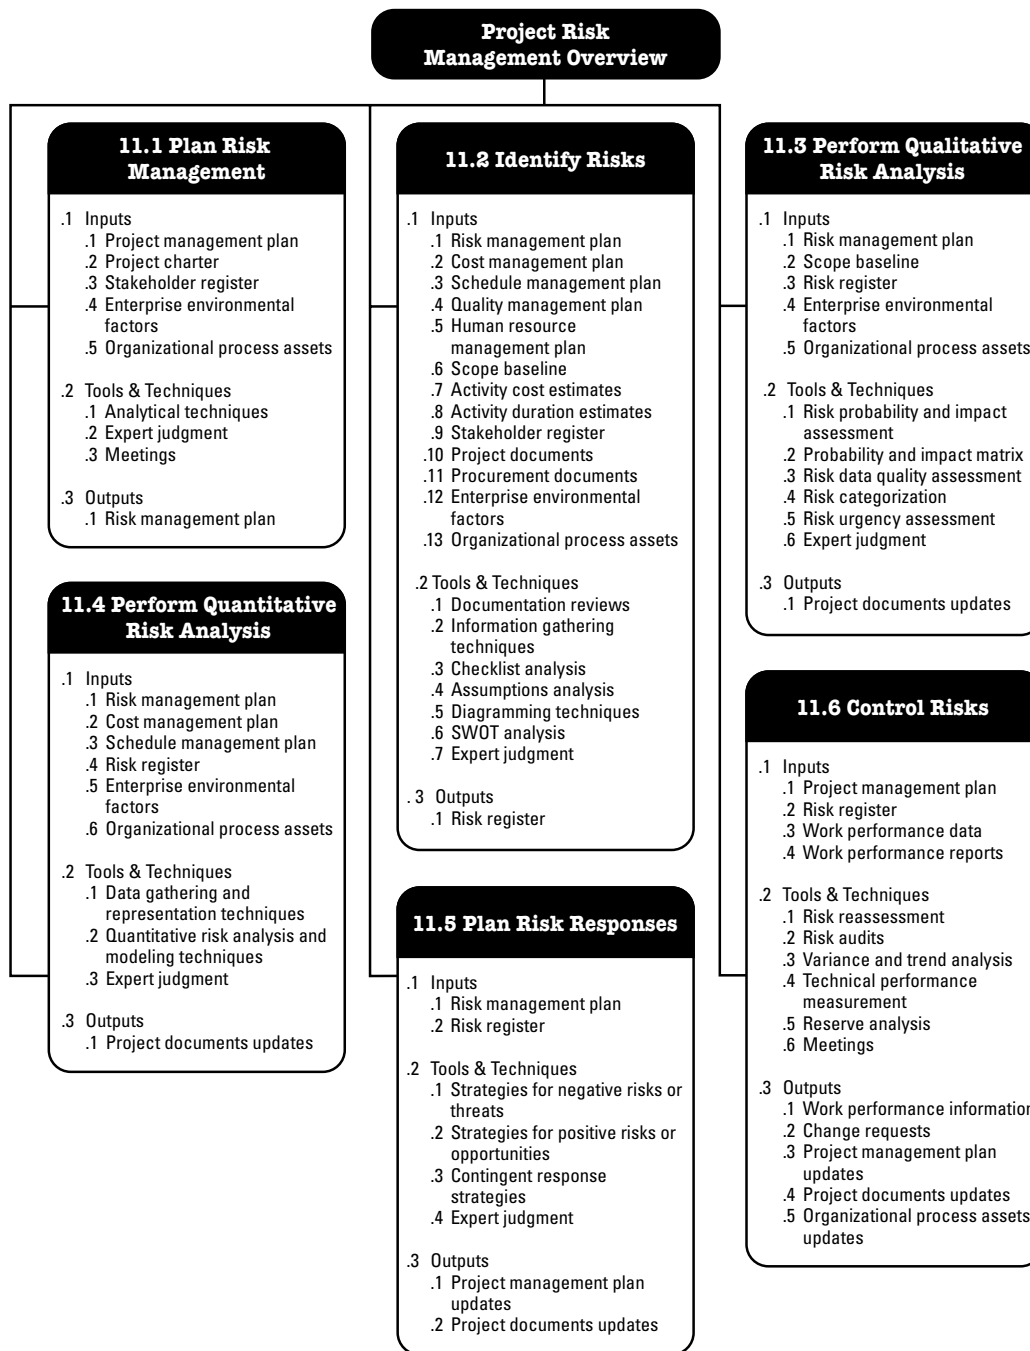 Project Risk
Management Overview
11.1 Plan Risk
Management
.1 Inputs
.1 Project management plan
.2 Project charter
.3 Stakeholder register
.4 Enterprise environmental
factors
.5 Organizational process assets
.2 Tools & Techniques
.1 Analytical techniques
.2 Expert judgment
.3 Meetings
.3 Outputs
.1 Risk management plan
11.2 Identify Risks
.1 Inputs
.1 Risk management plan
.2 Cost management plan
.3 Schedule management plan
.4 Quality management plan
.5 Human resource
management plan
.6 Scope baseline
.7 Activity cost estimates
.8 Activity duration estimates
.9 Stakeholder register
.10 Project documents
.11 Procurement documents
.12 Enterprise environmental
factors
.13 Organizational process assets
.2 Tools & Techniques
.1 Documentation reviews
.2 Information gathering
techniques
.3 Checklist analysis
.4 Assumptions analysis
.5 Diagramming techniques
.6 SWOT analysis
.7 Expert judgment
. 3 Outputs
.1 Risk register
11.3 Perform Qualitative
Risk Analysis
.1 Inputs
.1 Risk management plan
.2 Scope baseline
.3 Risk register
.4 Enterprise environmental
factors
.5 Organizational process assets
.2 Tools & Techniques
.1 Risk probability and impact
assessment
.2 Probability and impact matrix
.3 Risk data quality assessment
.4 Risk categorization
.5 Risk urgency assessment
.6 Expert judgment
.3 Outputs
.1 Project documents updates
11.4 Perform Quantitative
Risk Analysis
.1 Inputs
.1 Risk management plan
.2 Cost management plan
.3 Schedule management plan
.4 Risk register
.5 Enterprise environmental
factors
.6 Organizational process assets
.2 Tools & Techniques
.1 Data gathering and
representation techniques
.2 Quantitative risk analysis and
modeling techniques
.3 Expert judgment
.3 Outputs
.1 Project documents updates
11.5 Plan Risk Responses
.1 Inputs
.1 Risk management plan
.2 Risk register
.2 Tools & Techniques
.1 Strategies for negative risks or
threats
.2 Strategies for positive risks or
opportunities
.3 Contingent response
strategies
.4 Expert judgment
.3 Outputs
.1 Project management plan
updates
.2 Project documents updates
11.6 Control Risks
.1 Inputs
.1 Project management plan
.2 Risk register
.3 Work performance data
.4 Work performance reports
.2 Tools & Techniques
.1 Risk reassessment
.2 Risk audits
.3 Variance and trend analysis
.4 Technical performance
measurement
.5 Reserve analysis
.6 Meetings
.3 Outputs
.1 Work performance information
.2 Change requests
.3 Project management plan
updates
.4 Project documents updates
.5 Organizational process assets
updates